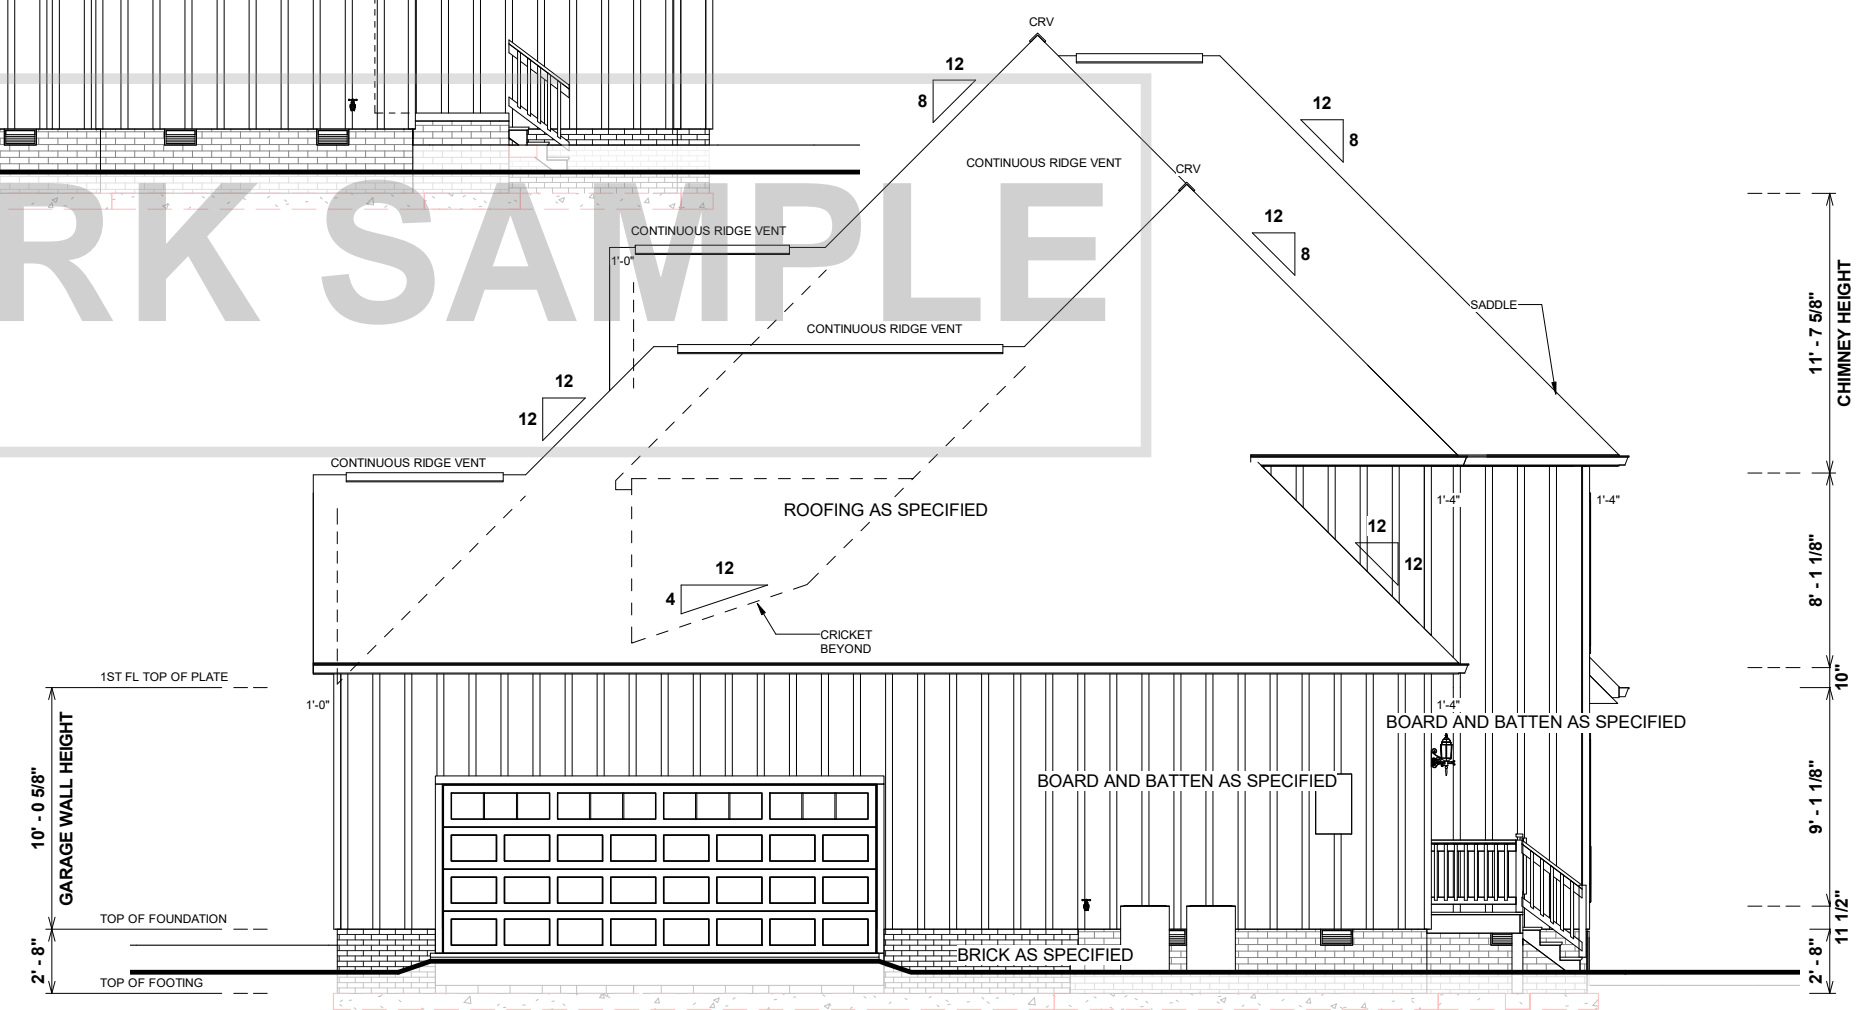 CRV
12
8
12
8
CONTINUOUS RIDGE VENT
CRV
RK SAMPLE
CONTINUOUS RIDGE VENT
1'-0"
12
8
CONTINUOUS RIDGE VENT
SADDLE
11' - 7 5/8"
CHIMNEY HEIGHT
12
12
CONTINUOUS RIDGE VENT
ROOFING AS SPECIFIED
1'-4"
1'-4"
12
12
12
4
8' - 1 1/8"
CRICKET
BEYOND
1ST FL TOP OF PLATE
10"
1'-0"
1'-4"
BOARD AND BATTEN AS SPECIFIED
BOARD AND BATTEN AS SPECIFIED
10' - 0 5/8"
GARAGE WALL HEIGHT
9' - 1 1/8"
TOP OF FOUNDATION
11 1/2"
BRICK AS SPECIFIED
2' - 8"
2' - 8"
TOP OF FOOTING